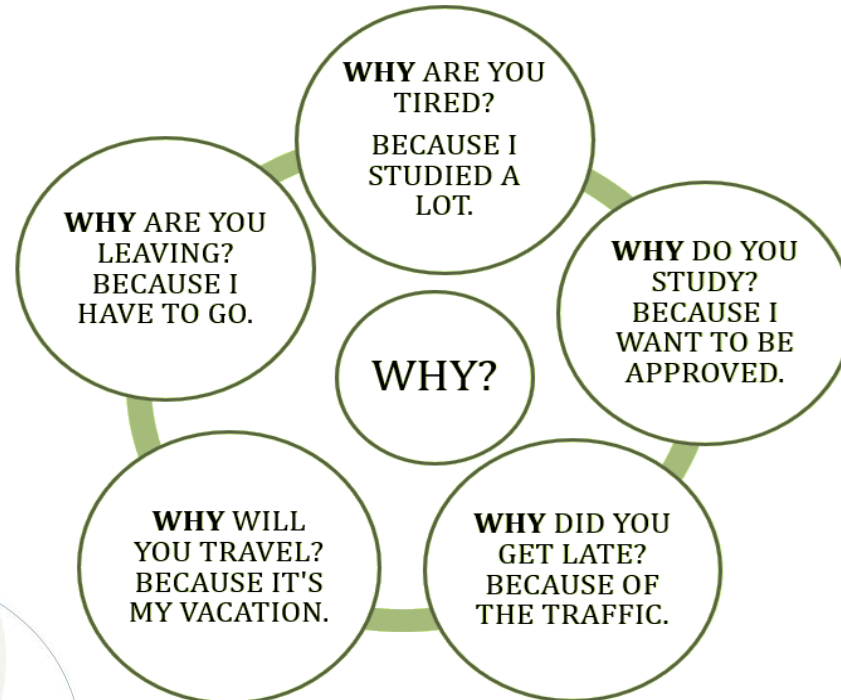 WHY ARE YOU
TIRED?
BECAUSE I
STUDIED A
LOT.
WHY DO YOU
STUDY?
BECAUSE I
WANT TO BE
APPROVED.
WHY DID YOU
GET LATE?
BECAUSE OF
THE TRAFFIC.
WHY WILL
YOU TRAVEL?
BECAUSE IT'S
MY VACATION.
WHY ARE YOU
LEAVING?
BECAUSE I
HAVE TO GO.
WHY?